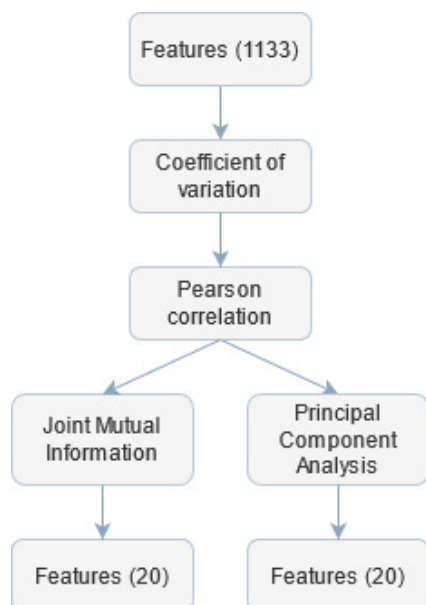 Features (1133)
Coefficient of
variation
Pearson
correlation
Joint Mutual
Information
Principal
Component
Analysis
Features (20)
Features (20)